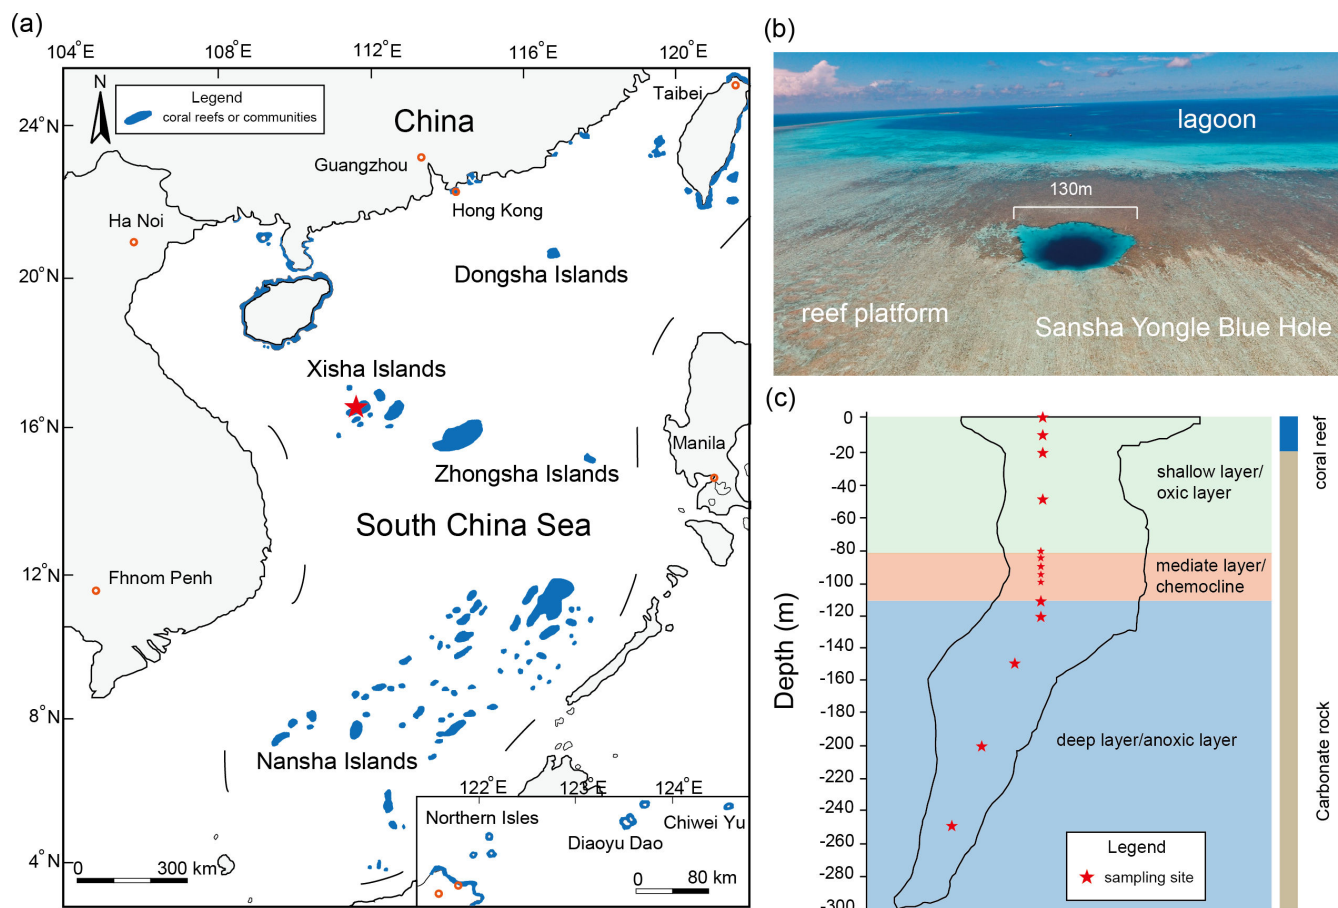 (a)
104°E
108°E
112°E
116°E
120°E
N
Legend
coral reefs or communities
24°N
20°N
16°N
12°N
8°N
4°N
China
Taibei
Guangzhou
Hong Kong
Ha Noi
Dongsha Islands
Xisha Islands
Zhongsha Islands
Manila
South China Sea
Fhnom Penh
Nansha Islands
0 300 km
122°E
123°E
124°E
Northern Isles
Diaoyu Dao
Chiwei Yu
0 80 km
(b)
lagoon
130m
reef platform
Sansha Yongle Blue Hole
(c)
Depth (m)
0
-20
-40
-60
-80
-100
-120
-140
-160
-180
-200
-220
-240
-260
-280
-300
shallow layer/
oxic layer
mediate layer/
chemocline
deep layer/anoxic layer
Legend
sampling site
coral reef
Carbonate rock